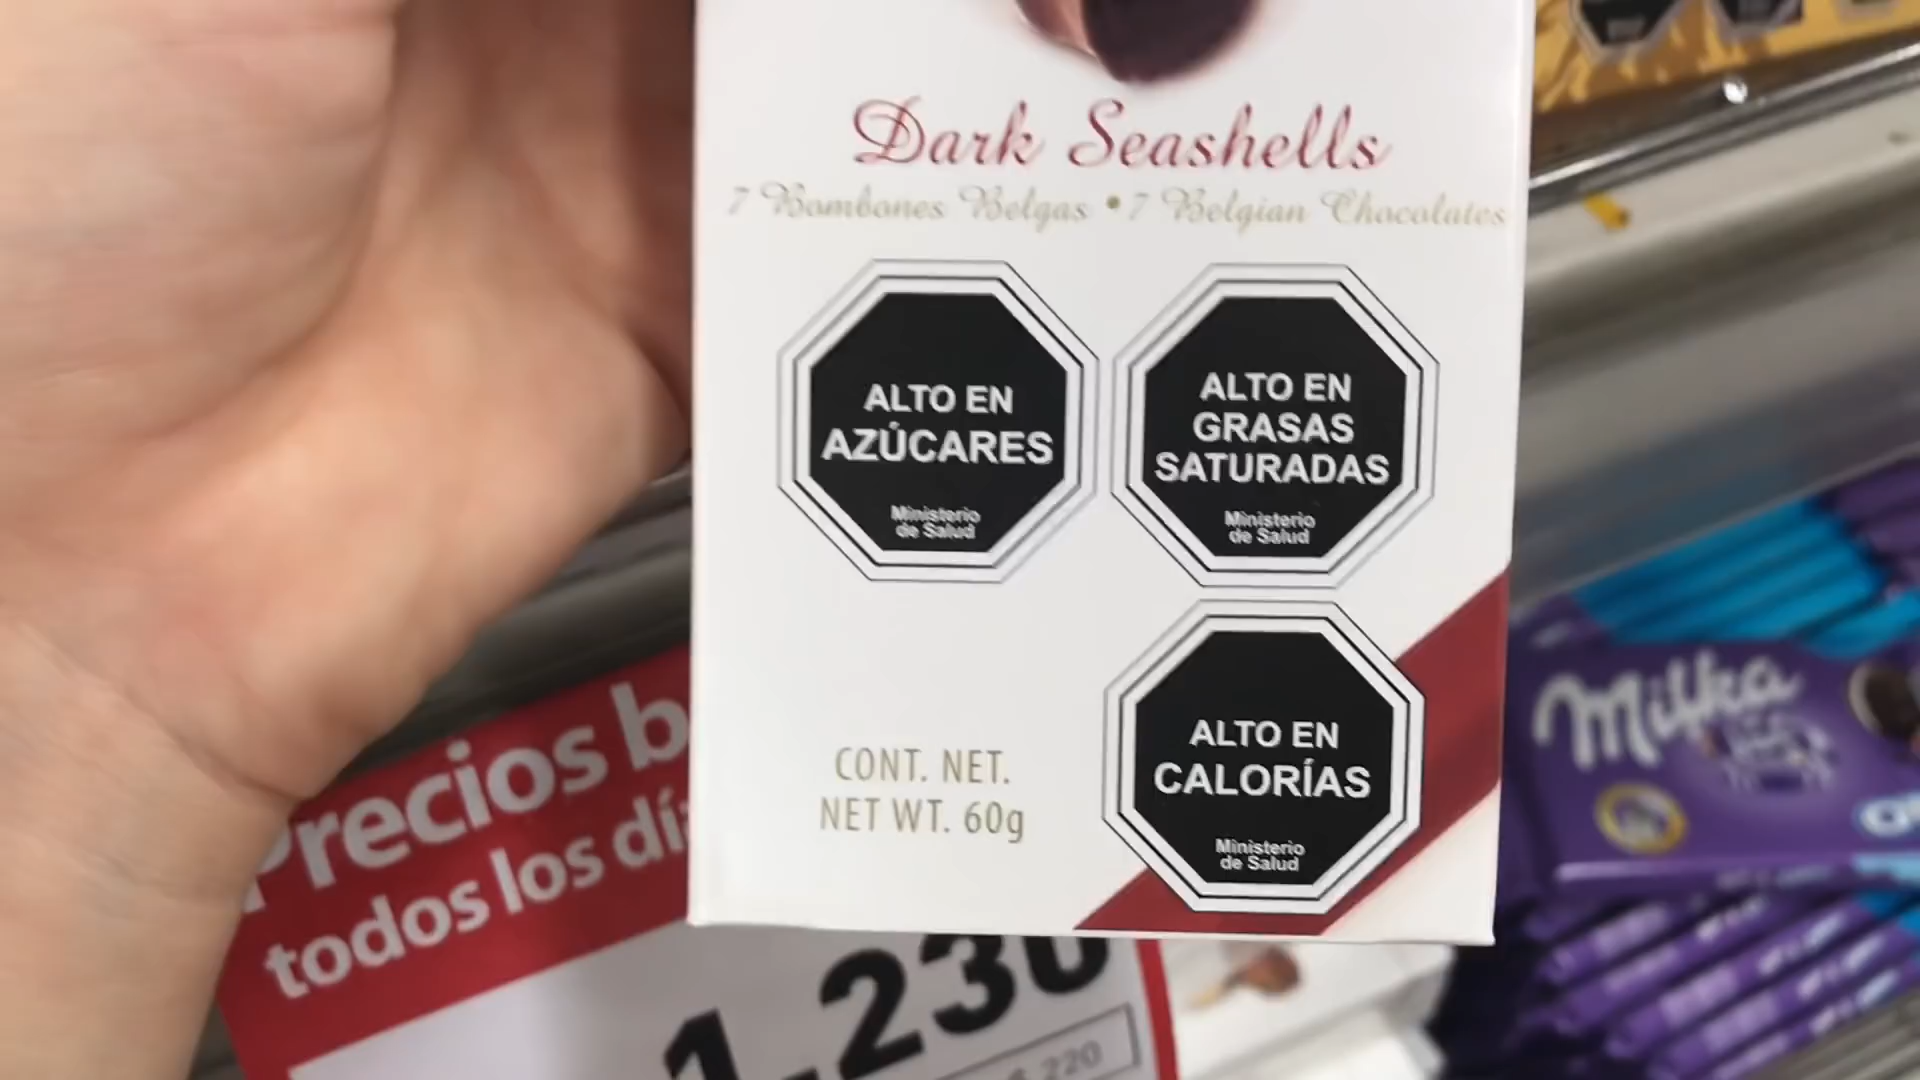 Dark Seashells
7 Bombones Belgas • 7 Belgian Chocolates
ALTO EN
AZÚCARES
Ministerio
de Salud
ALTO EN
GRASAS
SATURADAS
Ministerio
de Salud
ALTO EN
CALORÍAS
Ministerio
de Salud
CONT. NET.
NET WT. 60g
Precios
todos los
1.230
Milka